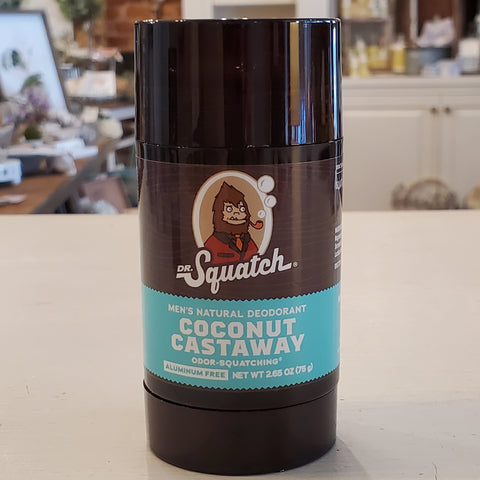 DR.
Squatch®
MEN'S NATURAL DEODORANT
COCONUT
CASTAWAY
ODOR-SQUATCHING®
ALUMINUM FREE NET WT 2.65 OZ (75 g)